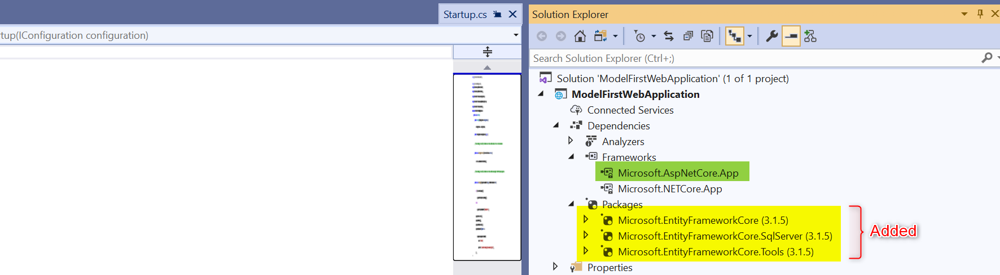 Startup.cs
Solution Explorer
tup(IConfiguration configuration)
Search Solution Explorer (Ctrl+;)
Solution 'ModelFirstWebApplication' (1 of 1 project)
ModelFirstWebApplication
Connected Services
Dependencies
Analyzers
Frameworks
Microsoft.AspNetCore.App
Microsoft.NETCore.App
Packages
Microsoft.EntityFrameworkCore (3.1.5)
Microsoft.EntityFrameworkCore.SqlServer (3.1.5)
Added
Microsoft.EntityFrameworkCore.Tools (3.1.5)
Properties